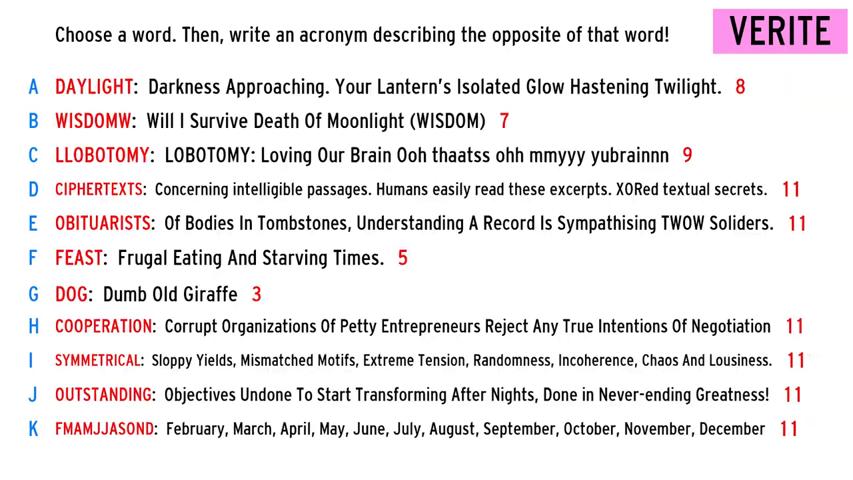 Choose a word. Then, write an acronym describing the opposite of that word!
VERITE
A DAYLIGHT: Darkness Approaching. Your Lantern's Isolated Glow Hastening Twilight. 8
B WISDOMW: Will I Survive Death Of Moonlight (WISDOM) 7
C LLOBOTOMY: LOBOTOMY: Loving Our Brain Ooh thaatss ohh mmyyy yubrainnn 9
D CIPHERTEXTS: Concerning intelligible passages. Humans easily read these excerpts. XORed textual secrets. 11
E OBITUARISTS: Of Bodies In Tombstones, Understanding A Record Is Sympathising TWOW Soliders. 11
F FEAST: Frugal Eating And Starving Times. 5
G DOG: Dumb Old Giraffe 3
H COOPERATION: Corrupt Organizations Of Petty Entrepreneurs Reject Any True Intentions Of Negotiation 11
I SYMMETRICAL: Sloppy Yields, Mismatched Motifs, Extreme Tension, Randomness, Incoherence, Chaos And Lousiness. 11
J OUTSTANDING: Objectives Undone To Start Transforming After Nights, Done in Never-ending Greatness! 11
K FMAMJJASOND: February, March, April, May, June, July, August, September, October, November, December 11